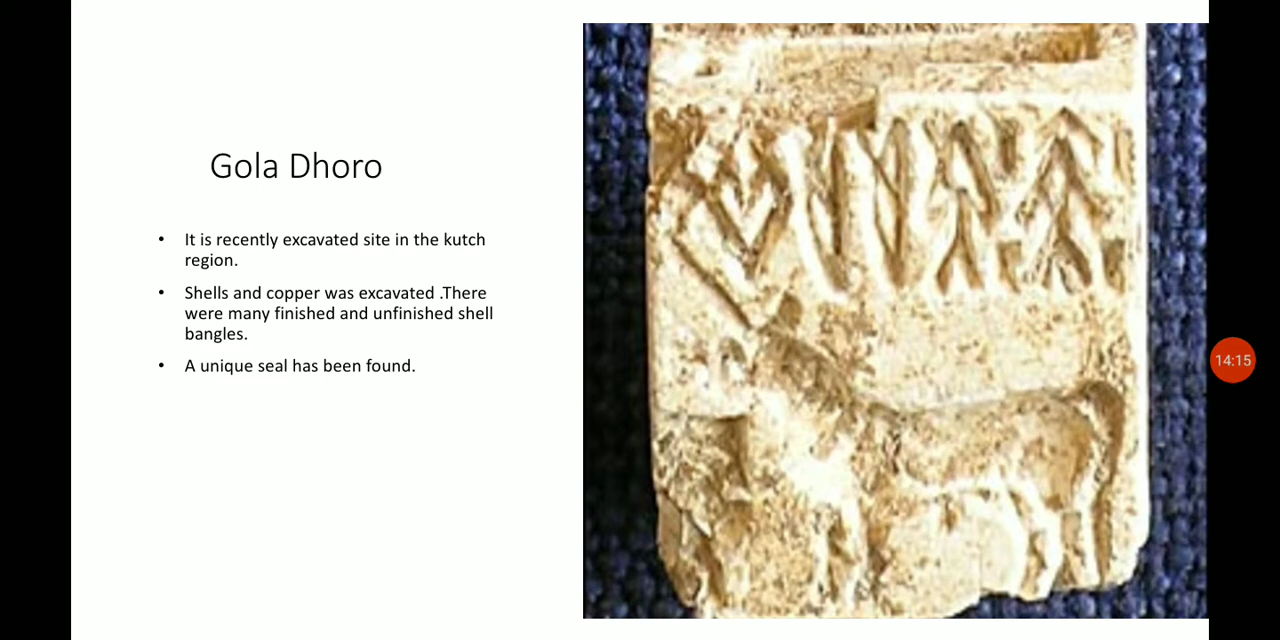 Gola Dhoro
• It is recently excavated site in the kutch
region.
• Shells and copper was excavated .There
were many finished and unfinished shell
bangles.
• A unique seal has been found.
14:15